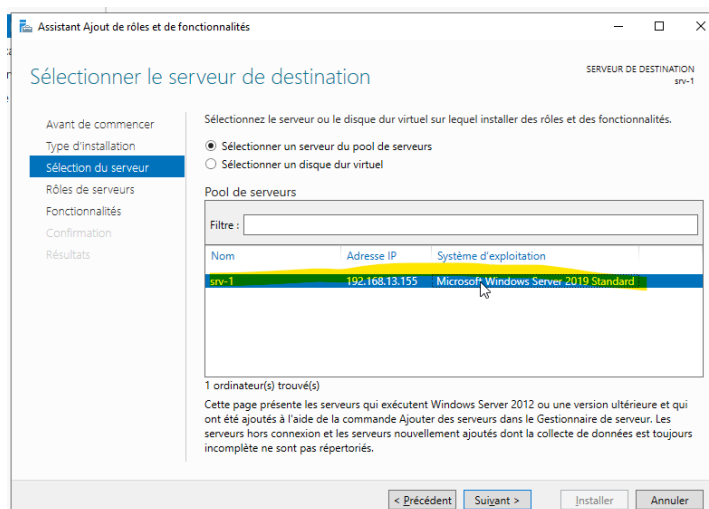 Assistant Ajout de rôles et de fonctionnalités
Sélectionner le serveur de destination
SERVEUR DE DESTINATION
srv-1
Avant de commencer
Type d'installation
Sélection du serveur
Rôles de serveurs
Fonctionnalités
Confirmation
Résultats
Sélectionnez le serveur ou le disque dur virtuel sur lequel installer des rôles et des fonctionnalités.
Sélectionner un serveur du pool de serveurs
Sélectionner un disque dur virtuel
Pool de serveurs
Filtre :
Nom Adresse IP Système d'exploitation
srv-1 192.168.13.155 Microsoft Windows Server 2019 Standard
1 ordinateur(s) trouvé(s)
Cette page présente les serveurs qui exécutent Windows Server 2012 ou une version ultérieure et qui
ont été ajoutés à l'aide de la commande Ajouter des serveurs dans le Gestionnaire de serveur. Les
serveurs hors connexion et les serveurs nouvellement ajoutés dont la collecte de données est toujours
incomplète ne sont pas répertoriés.
< Précédent Suivant > Installer Annuler